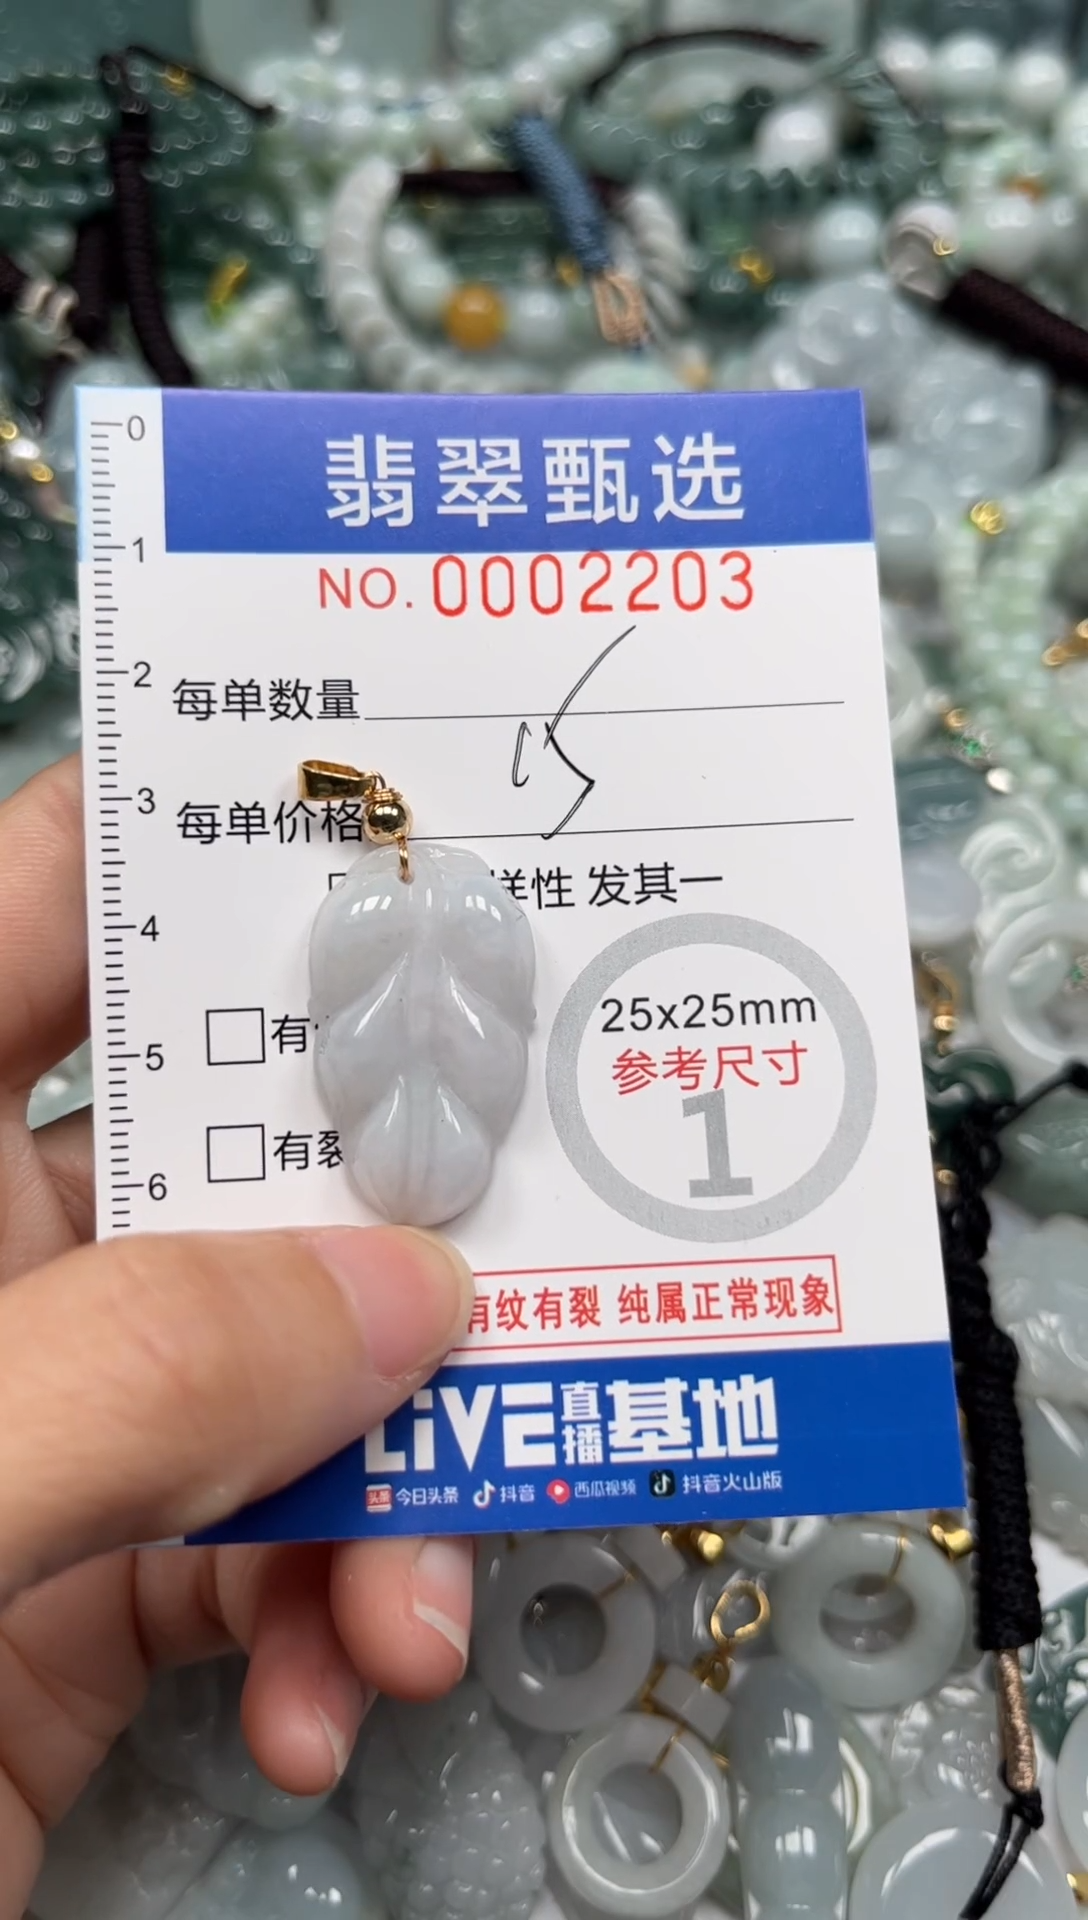 翡翠甄选
NO. 0002203
每单数量
每单价格
样性 发其一
有
有裂
25x25mm
参考尺寸
1
有纹有裂 纯属正常现象
LiVE直播基地
头条 今日头条 抖音 西瓜视频 抖音火山版
0
1
2
3
4
5
6